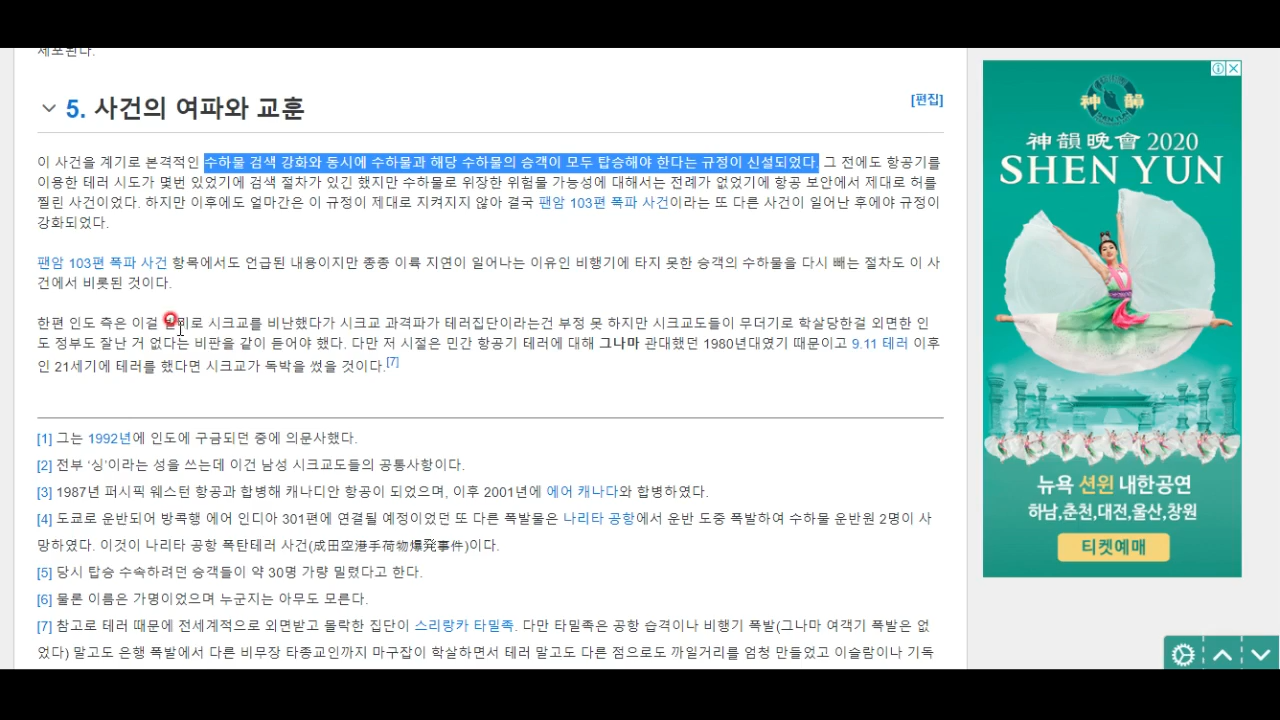 체포된다.
5. 사건의 여파와 교훈
[편집]
이 사건을 계기로 본격적인 수하물 검색 강화와 동시에 수하물과 해당 수하물의 승객이 모두 탑승해야 한다는 규정이 신설되었다. 그 전에도 항공기를
이용한 테러 시도가 몇번 있었기에 검색 절차가 있긴 했지만 수하물로 위장한 위험물 가능성에 대해서는 전례가 없었기에 항공 보안에서 제대로 허를
찔린 사건이었다. 하지만 이후에도 얼마간은 이 규정이 제대로 지켜지지 않아 결국 팬암 103편 폭파 사건이라는 또 다른 사건이 일어난 후에야 규정이
강화되었다.
팬암 103편 폭파 사건 항목에서도 언급된 내용이지만 종종 이륙 지연이 일어나는 이유인 비행기에 타지 못한 승객의 수하물을 다시 빼는 절차도 이 사
건에서 비롯된 것이다.
한편 인도 측은 이걸 로 시크교를 비난했다가 시크교 과격파가 테러집단이라는건 부정 못 하지만 시크교도들이 무더기로 학살당한걸 외면한 인
도 정부도 잘난 거 없다는 비판을 같이 듣어야 했다. 다만 저 시절은 민간 항공기 테러에 대해 그나마 관대했던 1980년대였기 때문이고 9.11 테러 이후
인 21세기에 테러를 했다면 시크교가 독박을 썼을 것이다.[7]
[1] 그는 1992년에 인도에 구금되던 중에 의문사했다.
[2] 전부 ‘싱’이라는 성을 쓰는데 이건 남성 시크교도들의 공통사항이다.
[3] 1987년 퍼시픽 웨스턴 항공과 합병해 캐나디안 항공이 되었으며, 이후 2001년에 에어 캐나다와 합병하였다.
[4] 도쿄로 운반되어 방콕행 에어 인디아 301편에 연결될 예정이었던 또 다른 폭발물은 나리타 공항에서 운반 도중 폭발하여 수하물 운반원 2명이 사
망하였다. 이것이 나리타 공항 폭탄테러 사건(成田空港手荷物爆発事件)이다.
[5] 당시 탑승 수속하려던 승객들이 약 30명 가량 밀렸다고 한다.
[6] 물론 이름은 가명이었으며 누군지는 아무도 모른다.
[7] 참고로 테러 때문에 전세계적으로 외면받고 몰락한 집단이 스리랑카 타밀족. 다만 타밀족은 공항 습격이나 비행기 폭발(그나마 여객기 폭발은 없
었다) 말고도 은행 폭발에서 다른 비무장 타종교인까지 마구잡이 학살하면서 테러 말고도 다른 점으로도 까일거리를 엄청 만들었고 이슬람이나 기독
神韻
神韻晩會 2020
SHEN YUN
뉴욕 션윈 내한공연
하남,춘천,대전,울산,창원
티켓예매